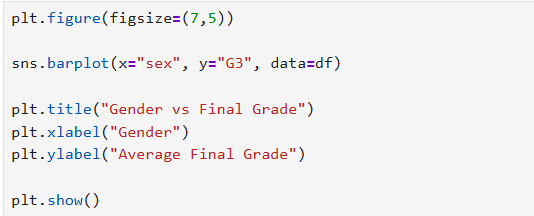 plt.figure(figsize=(7,5))
sns.barplot(x="sex", y="G3", data=df)
plt.title("Gender vs Final Grade")
plt.xlabel("Gender")
plt.ylabel("Average Final Grade")
plt.show()